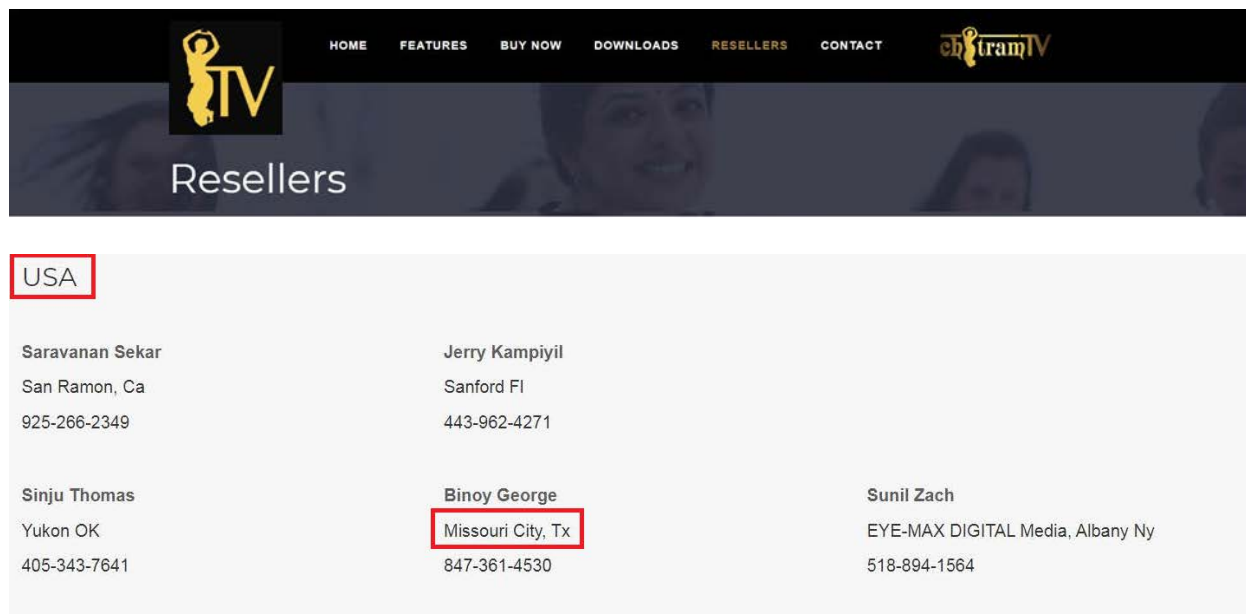 TV
HOME FEATURES BUY NOW DOWNLOADS RESELLERS CONTACT
chitramTV
Resellers
USA
Saravanan Sekar
San Ramon, Ca
925-266-2349
Jerry Kampiyil
Sanford Fl
443-962-4271
Sinju Thomas
Yukon OK
405-343-7641
Binoy George
Missouri City, Tx
847-361-4530
Sunil Zach
EYE-MAX DIGITAL Media, Albany Ny
518-894-1564